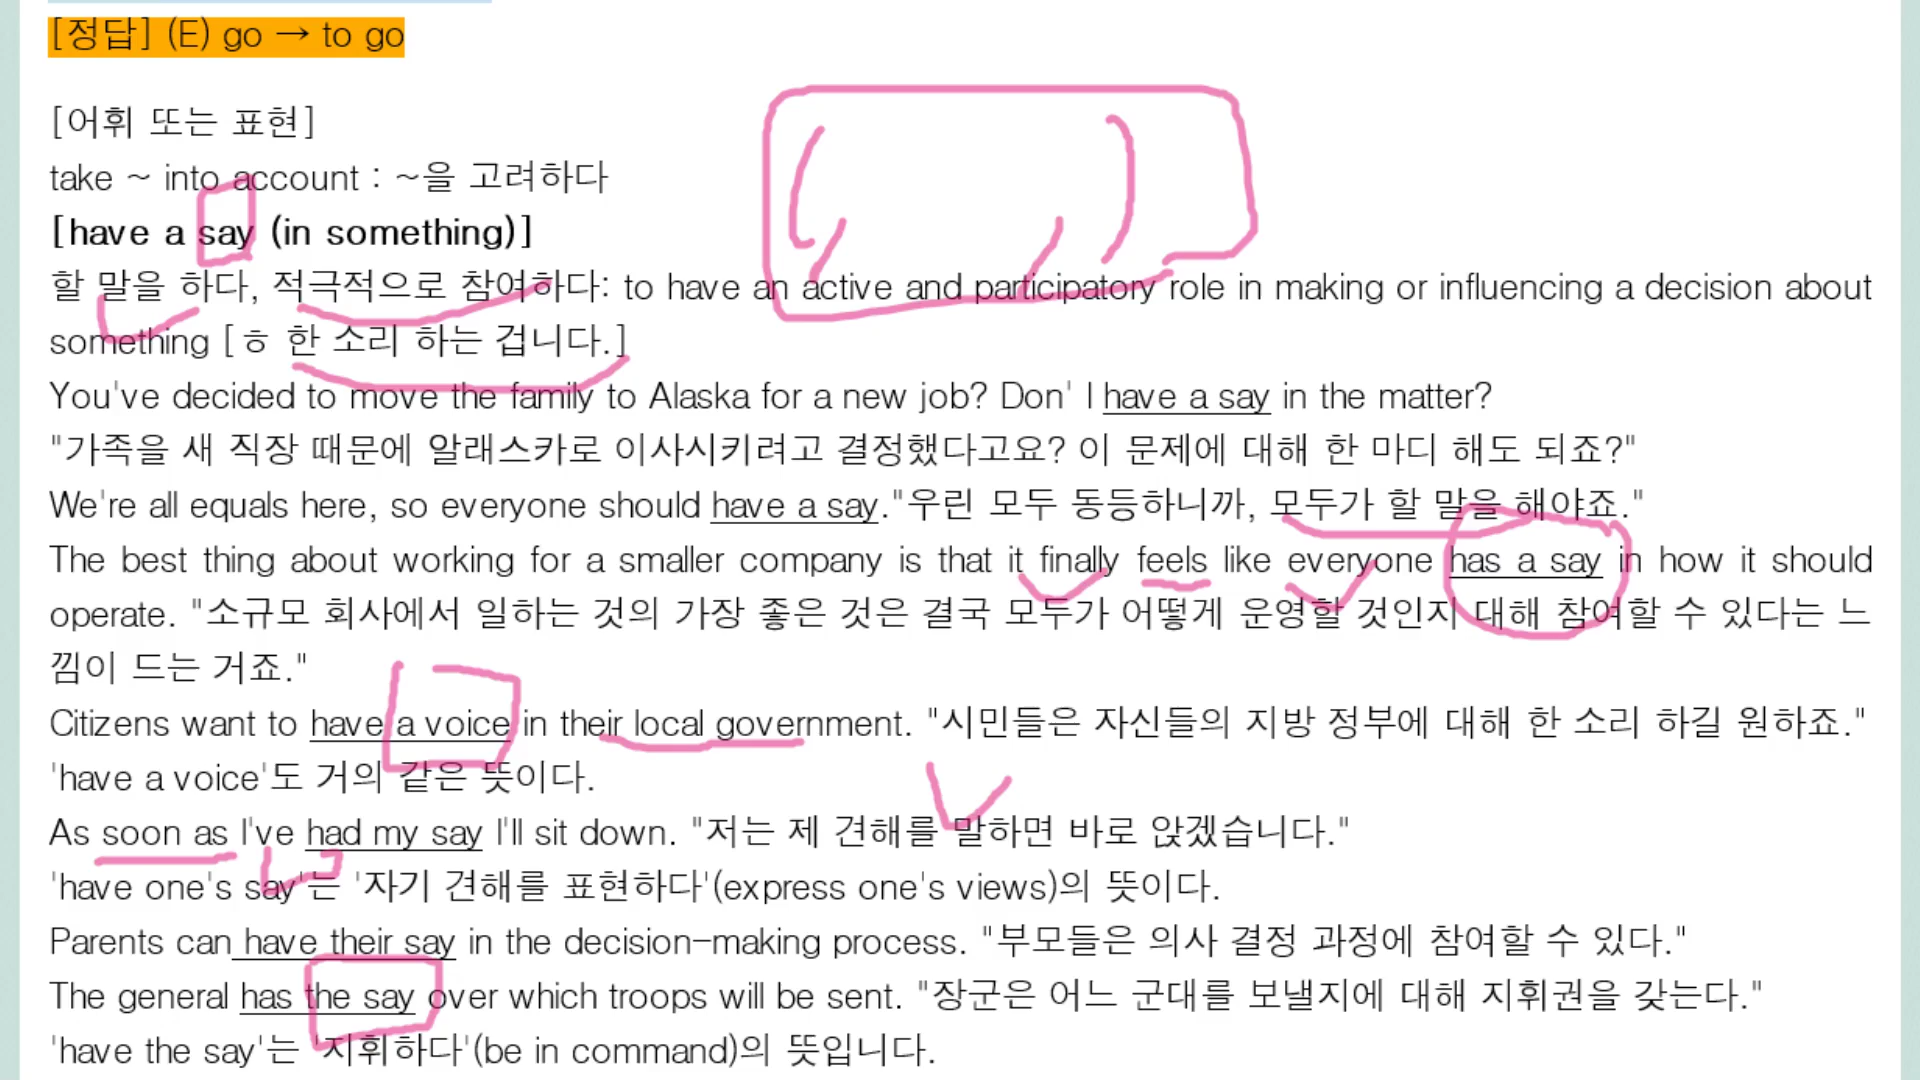 [정답] (E) go → to go
[어휘 또는 표현]
take ~ into account : ~을 고려하다
[have a say (in something)]
할 말을 하다, 적극적으로 참여하다: to have an active and participatory role in making or influencing a decision about
something [ㅎ 한 소리 하는 겁니다.]
You've decided to move the family to Alaska for a new job? Don' I have a say in the matter?
"가족을 새 직장 때문에 알래스카로 이사시키려고 결정했다고요? 이 문제에 대해 한 마디 해도 되죠?"
We're all equals here, so everyone should have a say."우린 모두 동등하니까, 모두가 할 말을 해야죠."
The best thing about working for a smaller company is that it finally feels like everyone has a say in how it should
operate. "소규모 회사에서 일하는 것의 가장 좋은 것은 결국 모두가 어떻게 운영할 것인지 대해 참여할 수 있다는 느
낌이 드는 거죠."
Citizens want to have a voice in their local government. "시민들은 자신들의 지방 정부에 대해 한 소리 하길 원하죠."
'have a voice'도 거의 같은 뜻이다.
As soon as I've had my say I'll sit down. "저는 제 견해를 말하면 바로 앉겠습니다."
'have one's say'는 '자기 견해를 표현하다'(express one's views)의 뜻이다.
Parents can have their say in the decision-making process. "부모들은 의사 결정 과정에 참여할 수 있다."
The general has the say over which troops will be sent. "장군은 어느 군대를 보낼지에 대해 지휘권을 갖는다."
'have the say'는 '지휘하다'(be in command)의 뜻입니다.